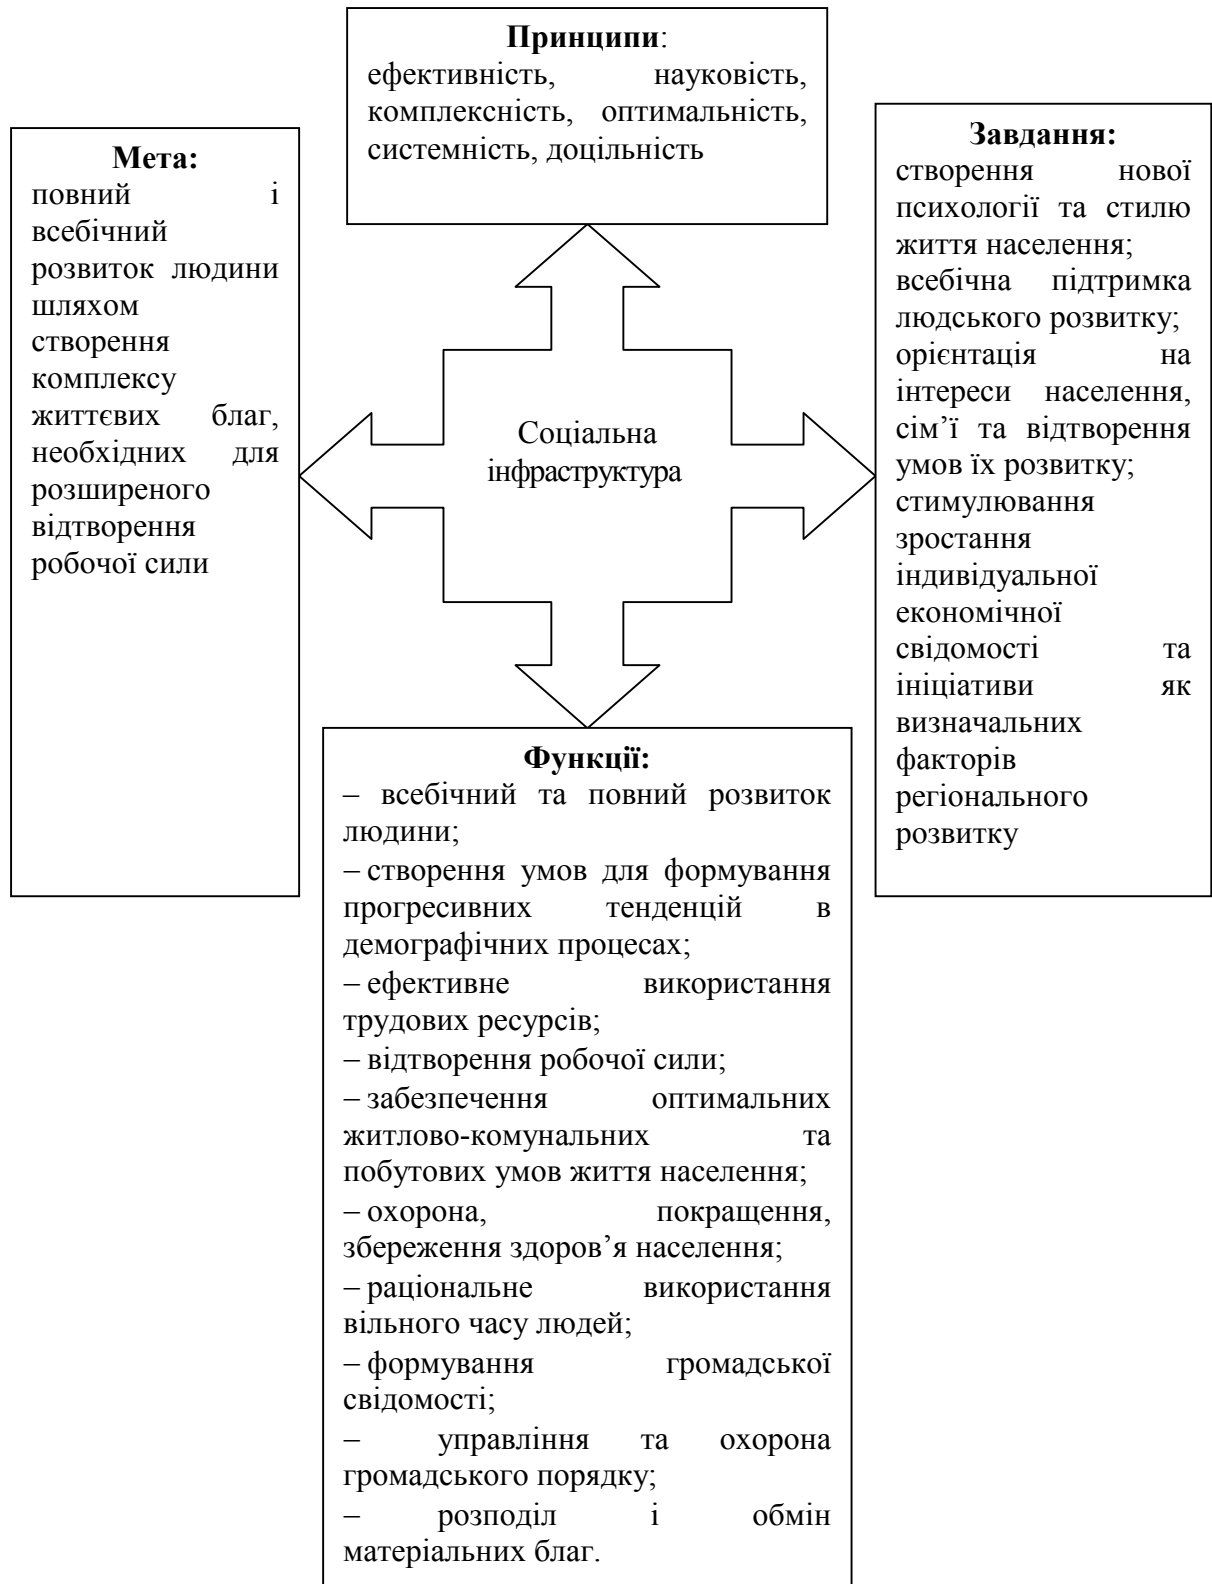 Принципи:
ефективність, науковість,
комплексність, оптимальність,
системність, доцільність
Мета:
повний і
всебічний
розвиток людини
шляхом
створення
комплексу
життєвих благ,
необхідних для
розширеного
відтворення
робочої сили
Соціальна
інфраструктура
Завдання:
створення нової
психології та стилю
життя населення;
всебічна підтримка
людського розвитку;
орієнтація на
інтереси населення,
сім’ї та відтворення
умов їх розвитку;
стимулювання
зростання
індивідуальної
економічної
свідомості та
ініціативи як
визначальних
факторів
регіонального
розвитку
Функції:
– всебічний та повний розвиток
людини;
– створення умов для формування
прогресивних тенденцій в
демографічних процесах;
– ефективне використання
трудових ресурсів;
– відтворення робочої сили;
– забезпечення оптимальних
житлово-комунальних та
побутових умов життя населення;
– охорона, покращення,
збереження здоров’я населення;
– раціональне використання
вільного часу людей;
– формування громадської
свідомості;
– управління та охорона
громадського порядку;
– розподіл і обмін
матеріальних благ.